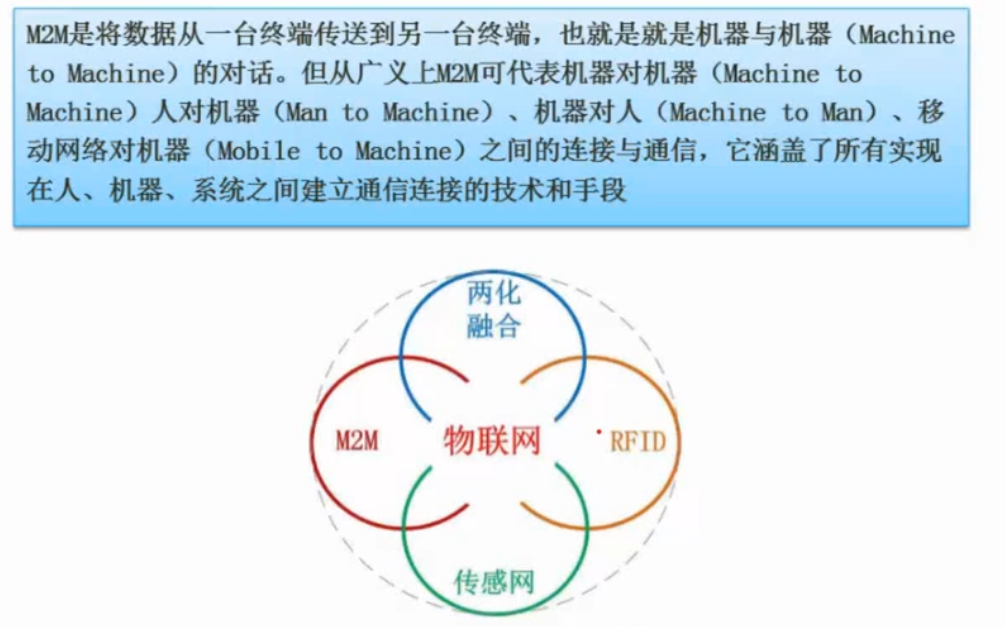 M2M是将数据从一台终端传送到另一台终端，也就是就是机器与机器（Machine
to Machine）的对话。但从广义上M2M可代表机器对机器（Machine to
Machine）人对机器（Man to Machine）、机器对人（Machine to Man）、移
动网络对机器（Mobile to Machine）之间的连接与通信，它涵盖了所有实现
在人、机器、系统之间建立通信连接的技术和手段
两化
融合
M2M
物联网
RFID
传感网